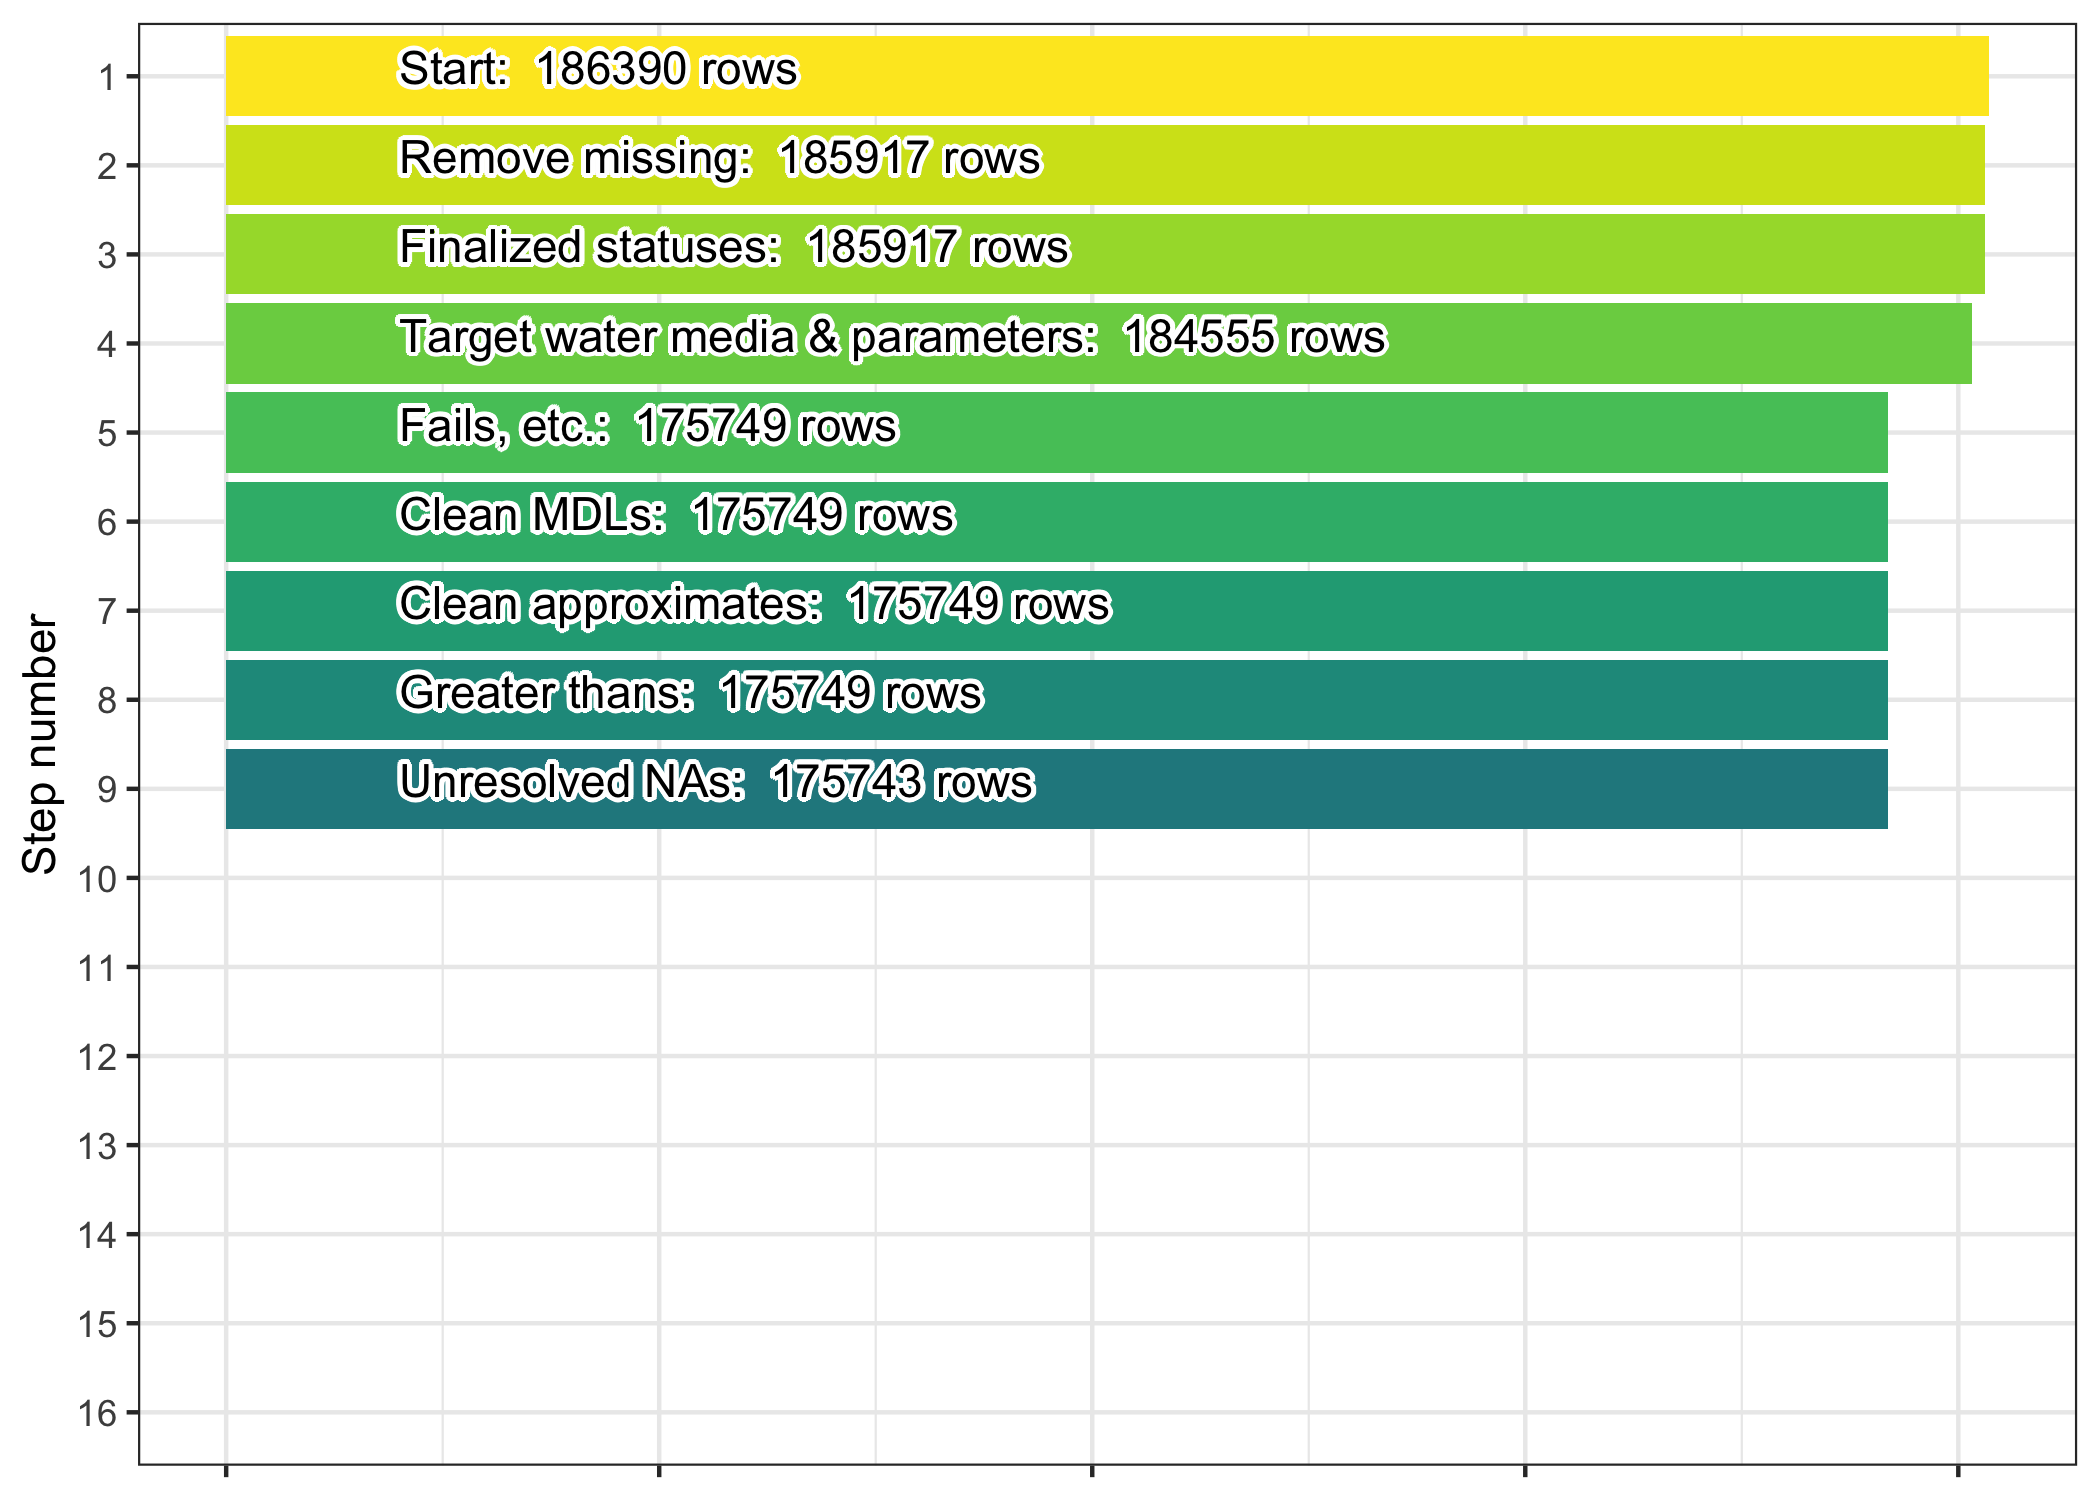 Step number
1
Start:  186390 rows
2
Remove missing:  185917 rows
3
Finalized statuses:  185917 rows
4
Target water media & parameters:  184555 rows
5
Fails, etc.:  175749 rows
6
Clean MDLs:  175749 rows
7
Clean approximates:  175749 rows
8
Greater thans:  175749 rows
9
Unresolved NAs:  175743 rows
10
11
12
13
14
15
16